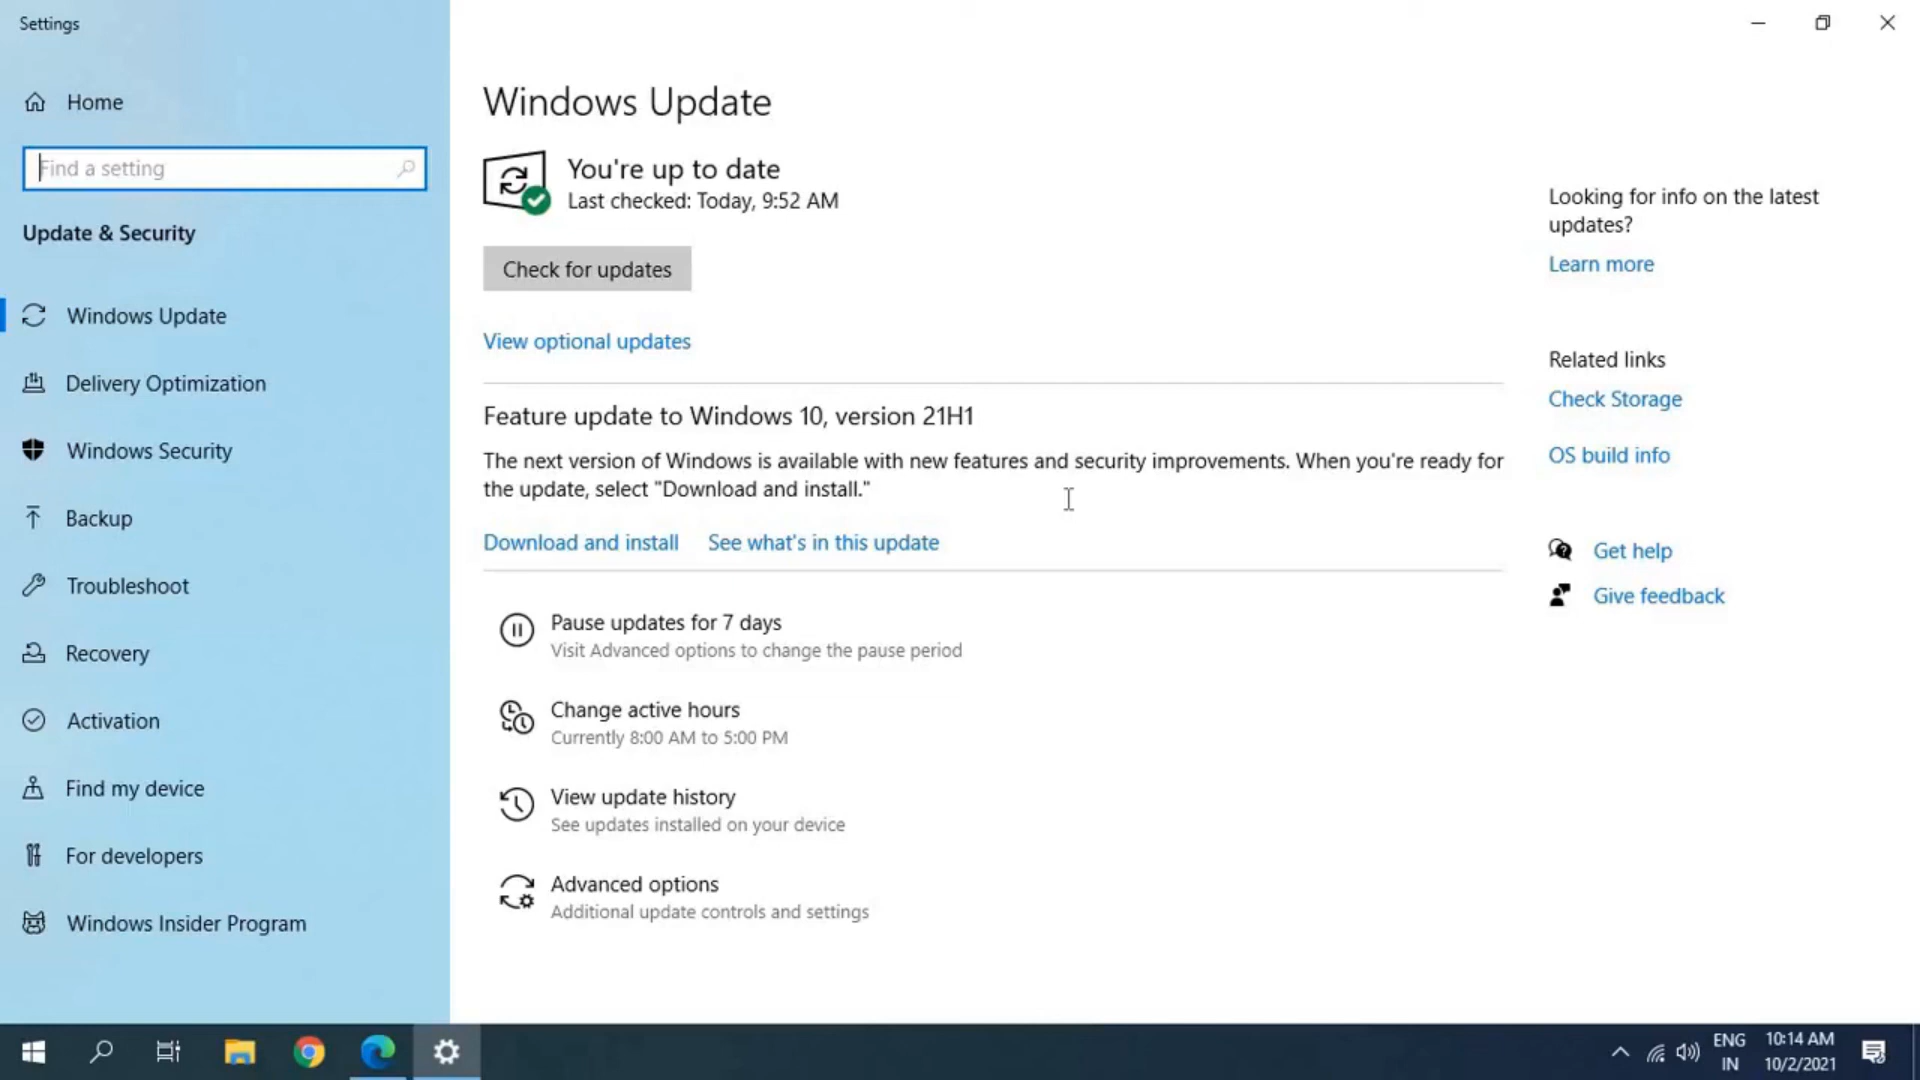 Settings
Home
Find a setting
Update & Security
Windows Update
Delivery Optimization
Windows Security
Backup
Troubleshoot
Recovery
Activation
Find my device
For developers
Windows Insider Program
Windows Update
You're up to date
Last checked: Today, 9:52 AM
Check for updates
View optional updates
Feature update to Windows 10, version 21H1
The next version of Windows is available with new features and security improvements. When you're ready for
the update, select "Download and install."
Download and install See what's in this update
Pause updates for 7 days
Visit Advanced options to change the pause period
Change active hours
Currently 8:00 AM to 5:00 PM
View update history
See updates installed on your device
Advanced options
Additional update controls and settings
Looking for info on the latest
updates?
Learn more
Related links
Check Storage
OS build info
Get help
Give feedback
ENG
IN
10:14 AM
10/2/2021